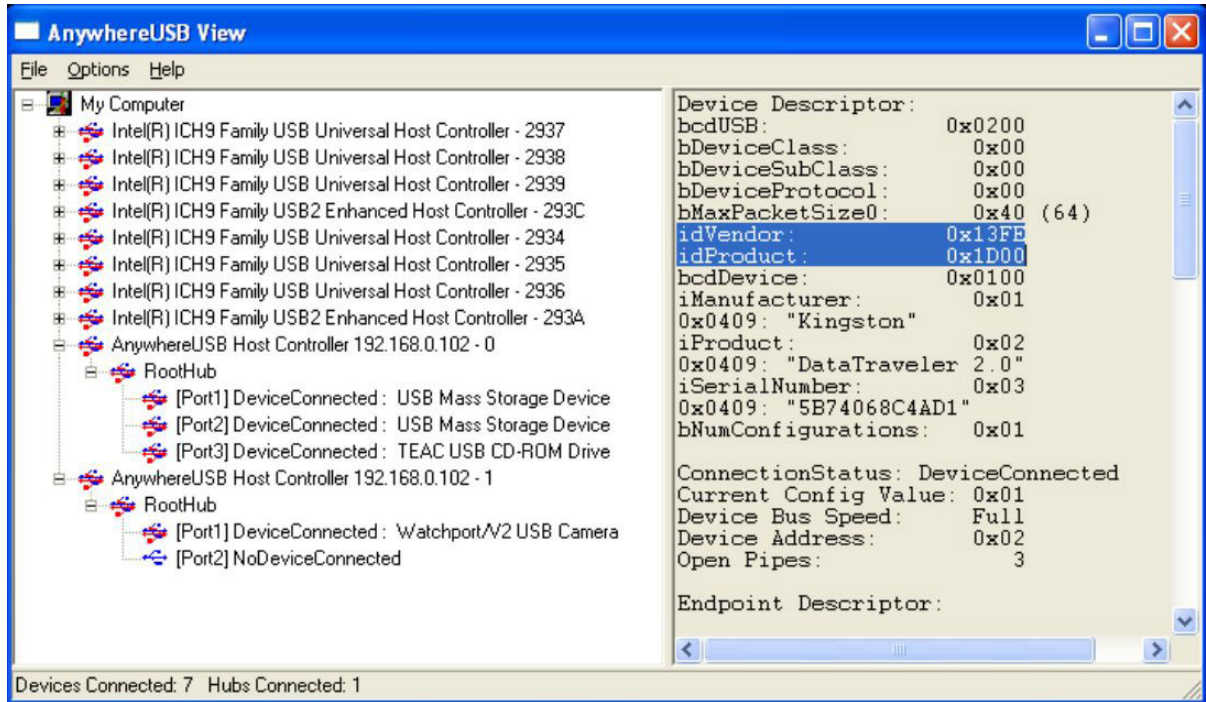 AnywhereUSB View
File Options Help
My Computer
Intel(R) ICH9 Family USB Universal Host Controller - 2937
Intel(R) ICH9 Family USB Universal Host Controller - 2938
Intel(R) ICH9 Family USB Universal Host Controller - 2939
Intel(R) ICH9 Family USB2 Enhanced Host Controller - 293C
Intel(R) ICH9 Family USB Universal Host Controller - 2934
Intel(R) ICH9 Family USB Universal Host Controller - 2935
Intel(R) ICH9 Family USB Universal Host Controller - 2936
Intel(R) ICH9 Family USB2 Enhanced Host Controller - 293A
AnywhereUSB Host Controller 192.168.0.102 - 0
RootHub
[Port1] DeviceConnected : USB Mass Storage Device
[Port2] DeviceConnected : USB Mass Storage Device
[Port3] DeviceConnected : TEAC USB CD-ROM Drive
AnywhereUSB Host Controller 192.168.0.102 - 1
RootHub
[Port1] DeviceConnected : Watchport/V2 USB Camera
[Port2] NoDeviceConnected
Device Descriptor:
bcdUSB: 0x0200
bDeviceClass: 0x00
bDeviceSubClass: 0x00
bDeviceProtocol: 0x00
bMaxPacketSize0: 0x40 (64)
idVendor: 0x13FE
idProduct: 0x1D00
bcdDevice: 0x0100
iManufacturer: 0x01
0x0409: "Kingston"
iProduct: 0x02
0x0409: "DataTraveler 2.0"
iSerialNumber: 0x03
0x0409: "5B74068C4AD1"
bNumConfigurations: 0x01
ConnectionStatus: DeviceConnected
Current Config Value: 0x01
Device Bus Speed: Full
Device Address: 0x02
Open Pipes: 3
Endpoint Descriptor:
Devices Connected: 7 Hubs Connected: 1